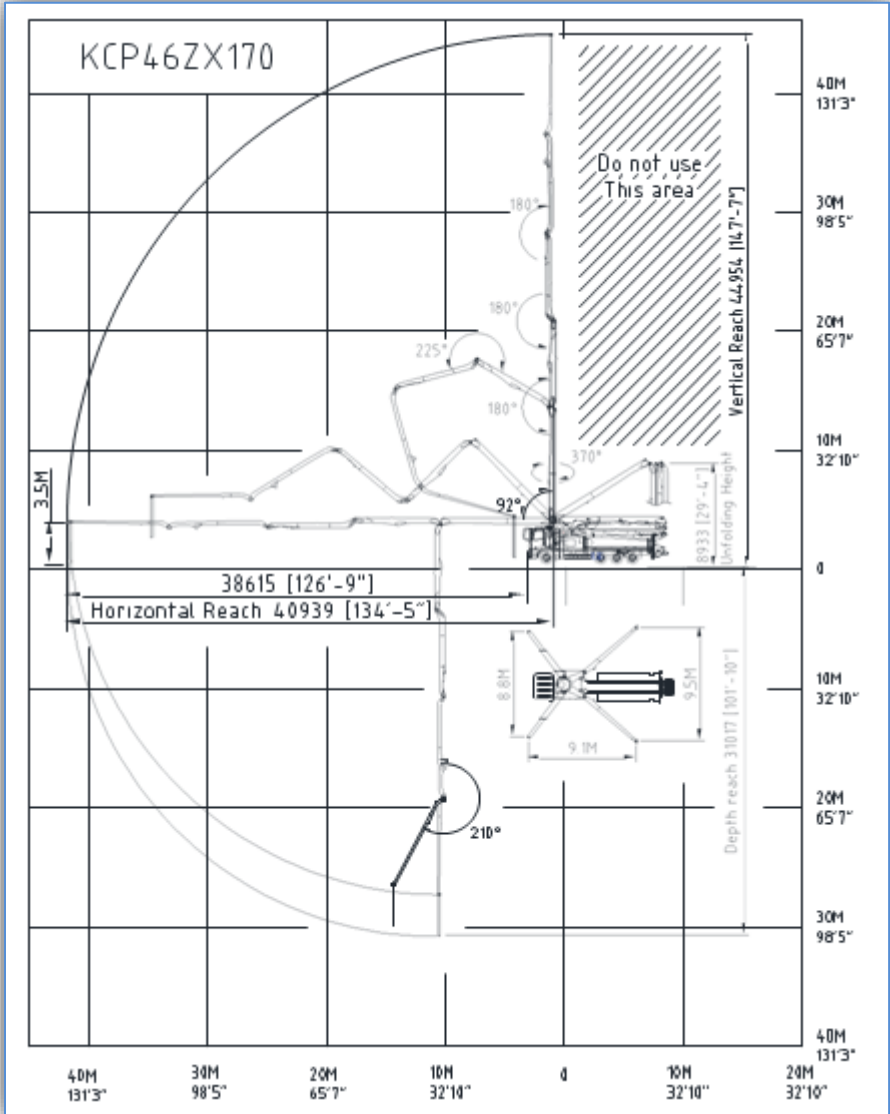 KCP46ZX170
40M
131'3"
Do not use
This area
30M
98'5"
180°
Vertical Reach 44954 [147'-7"]
180°
20M
65'7"
225°
180°
10M
32'10"
370°
3.5M
92°
8933 [29'-4"]
Unfolding Height
0
38615 [126'-9"]
Horizontal Reach 40939 [134'-5"]
8.8M
9.5M
10M
32'10"
9.1M
Depth reach 31017 [101'-10"]
20M
65'7"
210°
30M
98'5"
40M
131'3"
40M
131'3"
30M
98'5"
20M
65'7"
10M
32'10"
0
10M
32'10"
20M
32'10"